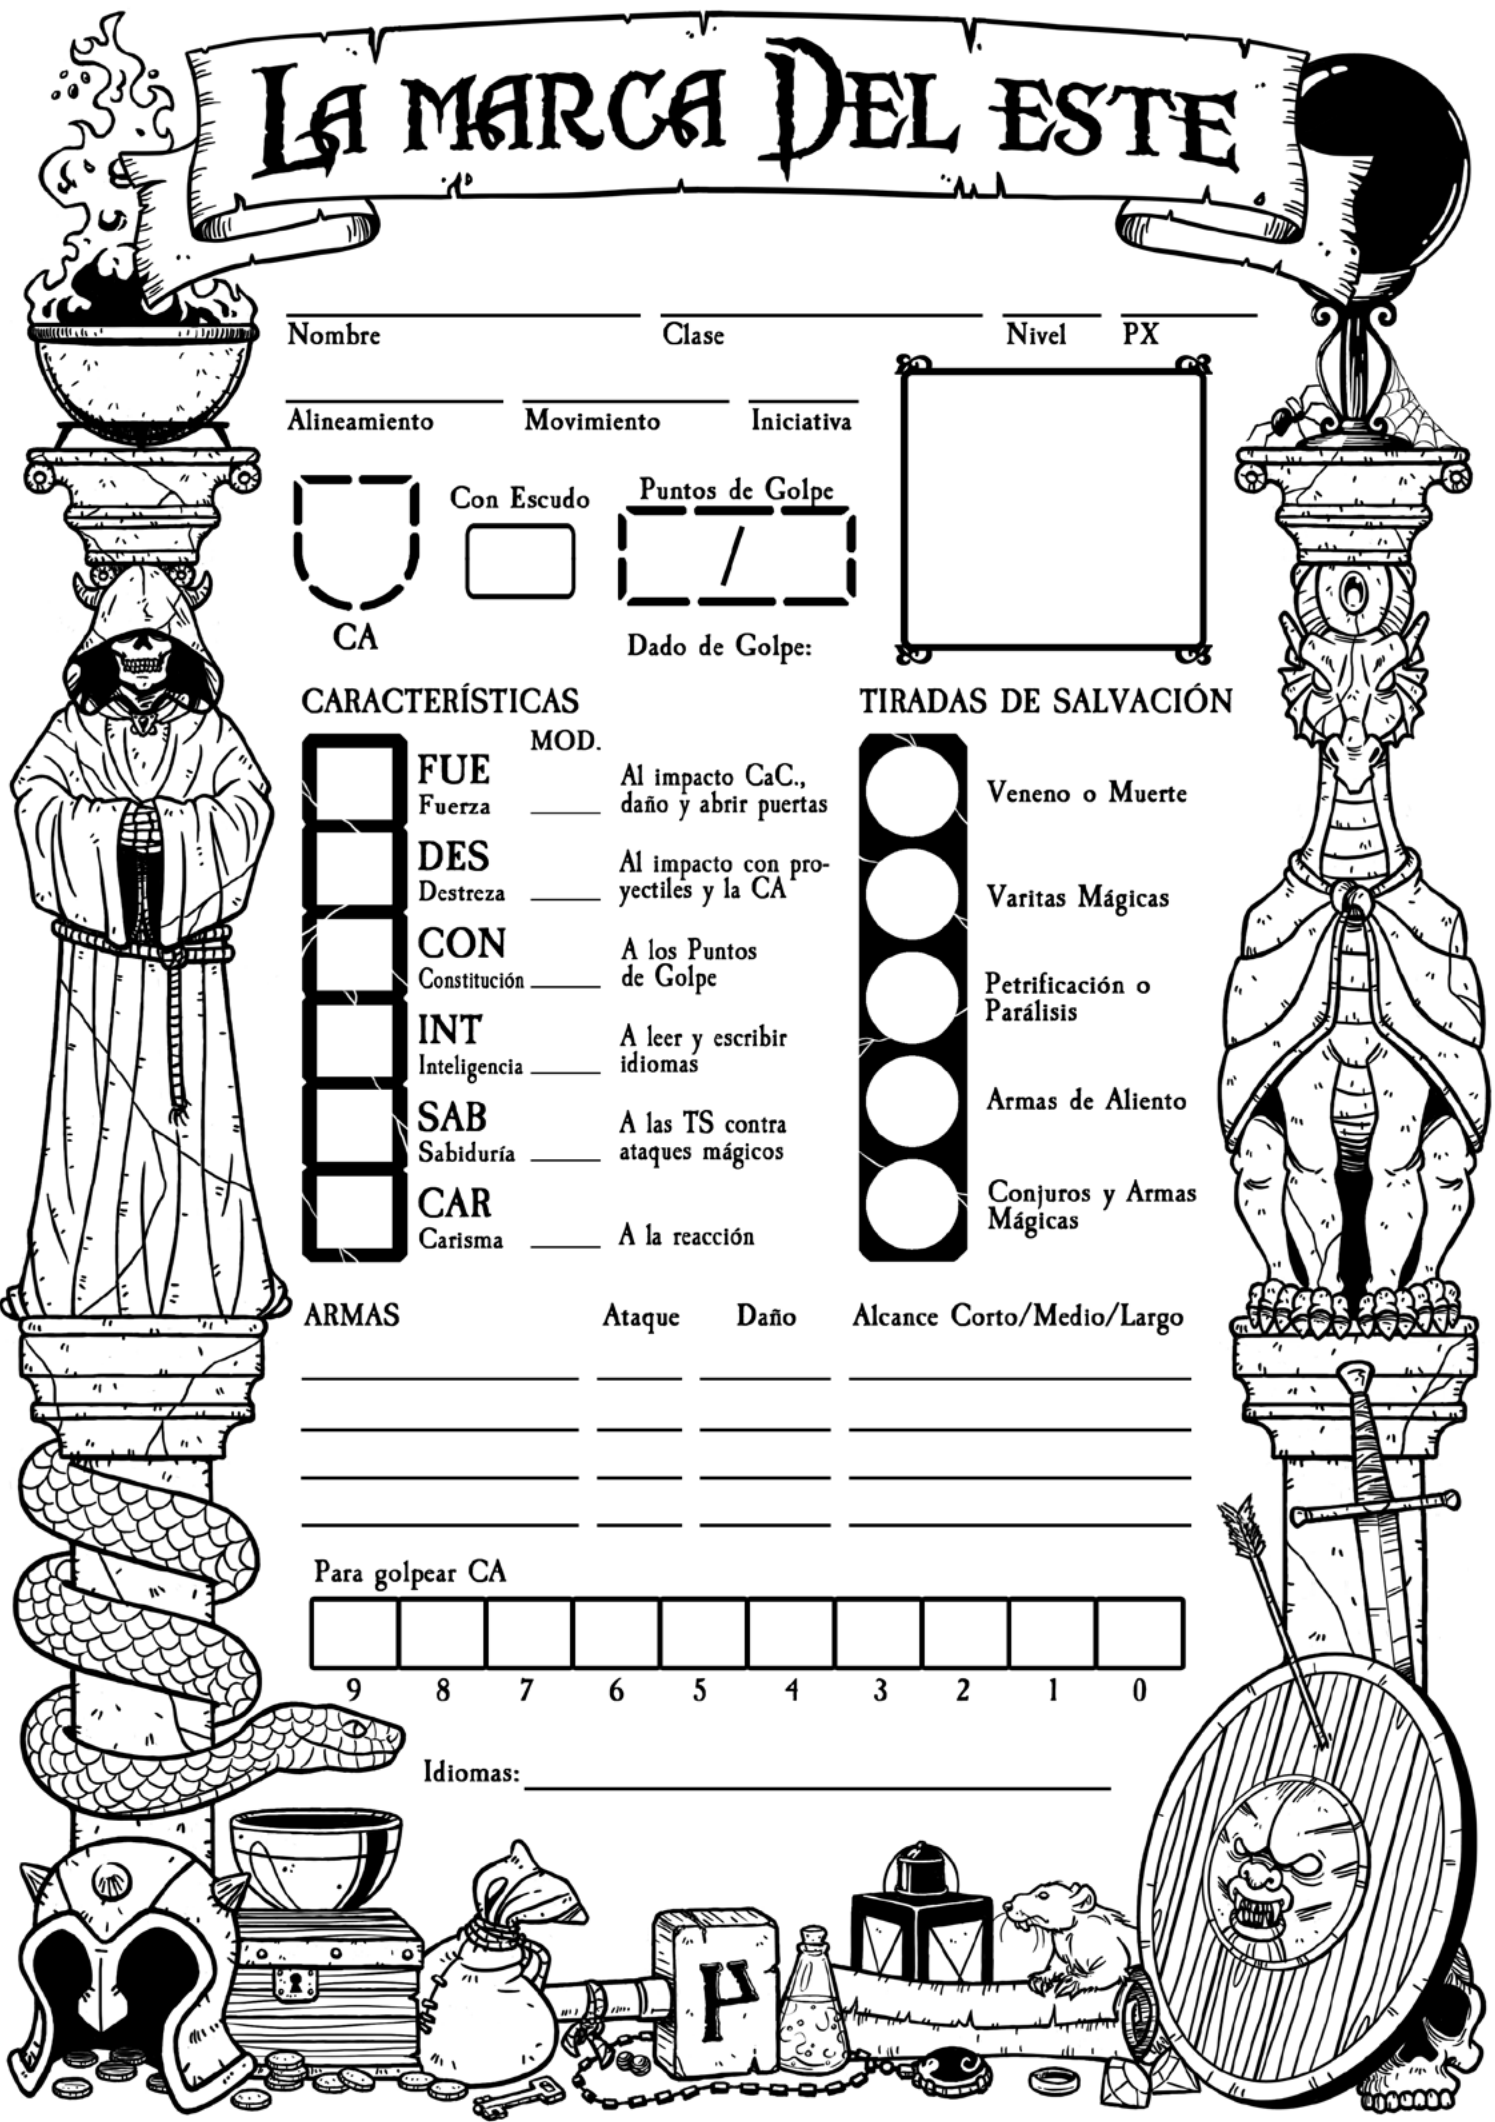 LA MARCA DEL ESTE
Nombre Clase Nivel PX
Alineamiento Movimiento Iniciativa
Con Escudo Puntos de Golpe
/
CA Dado de Golpe:
CARACTERÍSTICAS
MOD.
FUE
Fuerza
Al impacto CaC.,
daño y abrir puertas
DES
Destreza
Al impacto con pro-
yectiles y la CA
CON
Constitución
A los Puntos
de Golpe
INT
Inteligencia
A leer y escribir
idiomas
SAB
Sabiduría
A las TS contra
ataques mágicos
CAR
Carisma
A la reacción
TIRADAS DE SALVACIÓN
Veneno o Muerte
Varitas Mágicas
Petrificación o
Parálisis
Armas de Aliento
Conjuros y Armas
Mágicas
ARMAS Ataque Daño Alcance Corto/Medio/Largo
Para golpear CA
9 8 7 6 5 4 3 2 1 0
Idiomas: